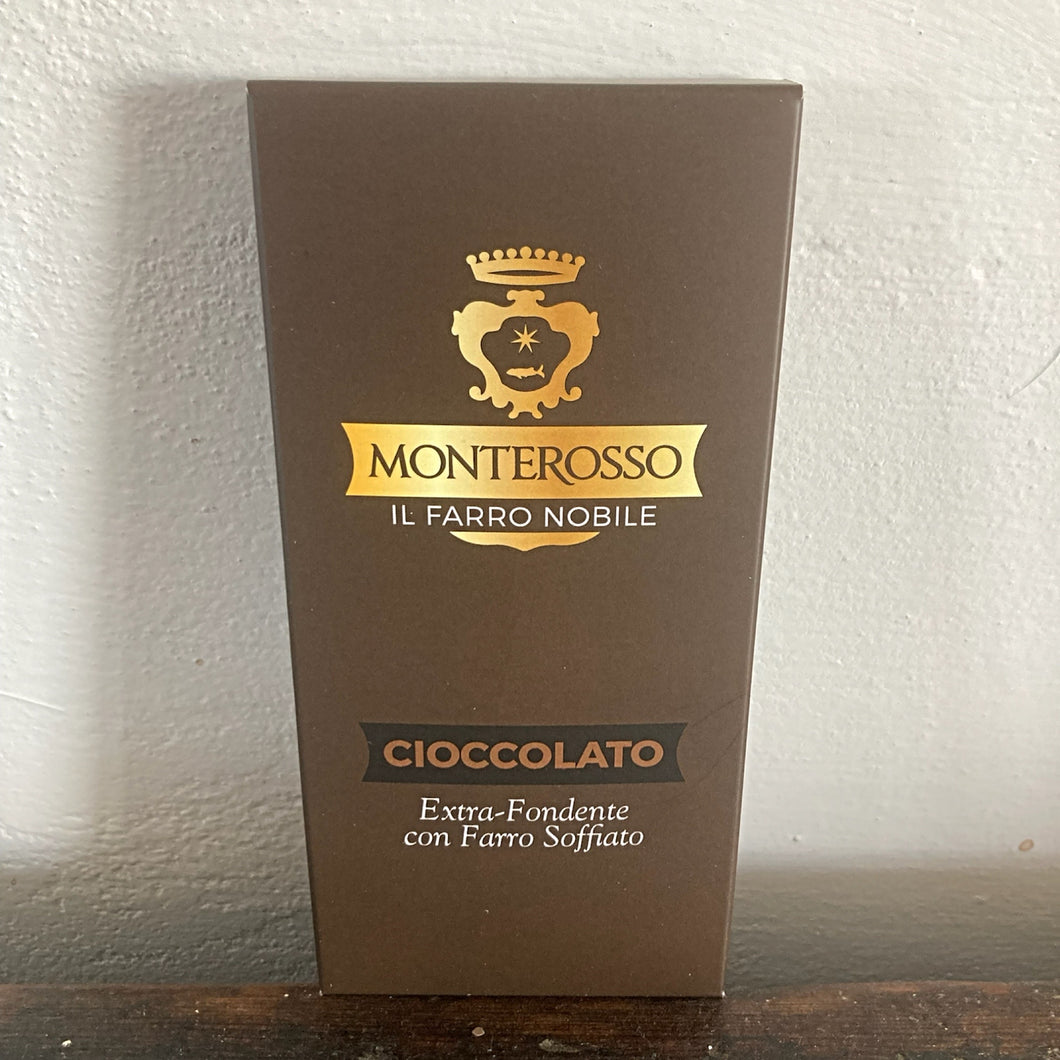 MONTEROSSO
IL FARRO NOBILE
CIOCCOLATO
Extra-Fondente
con Farro Soffiato